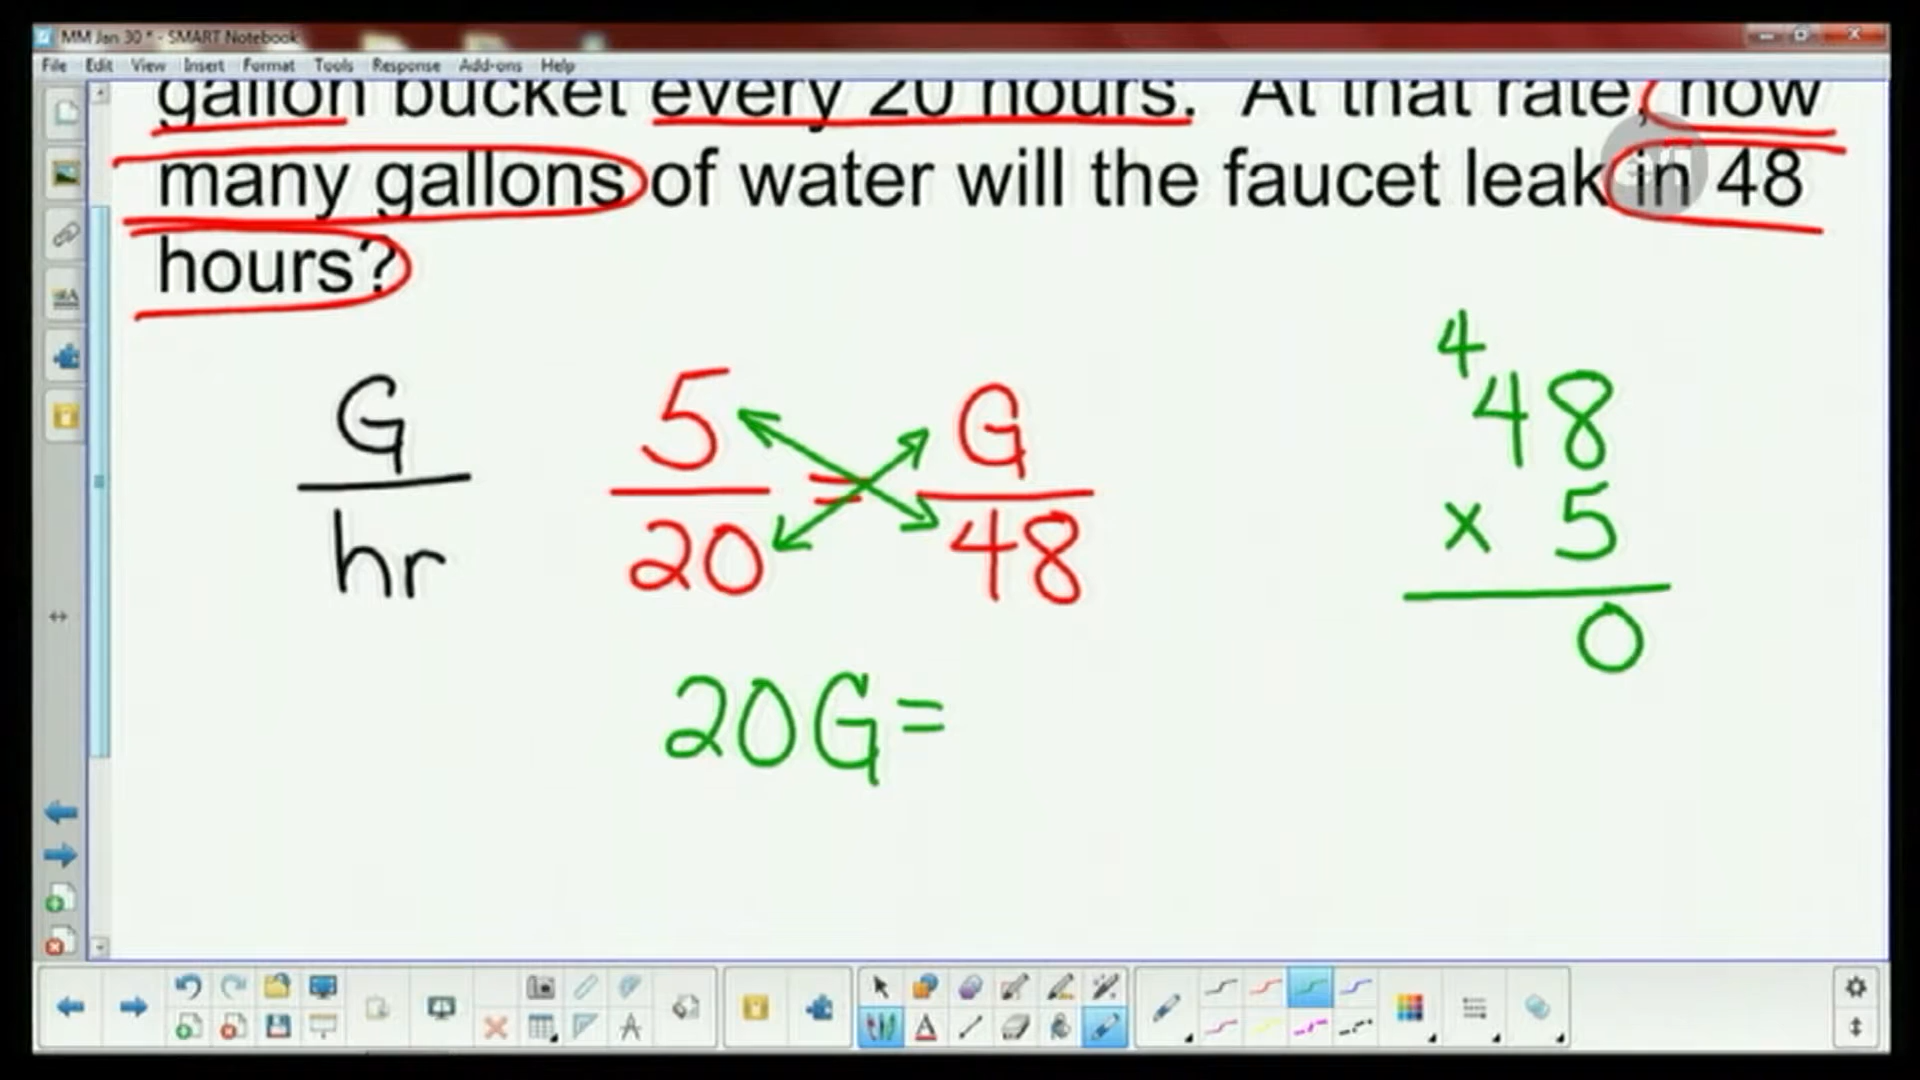 MM Jan 30 * - SMART Notebook
File Edit View Insert Format Tools Response Add-ons Help
gallon bucket every 20 hours. At that rate, how
many gallons of water will the faucet leak in 48
hours?
G
hr
5
20
=
G
48
20G=
4
48
x 5
0